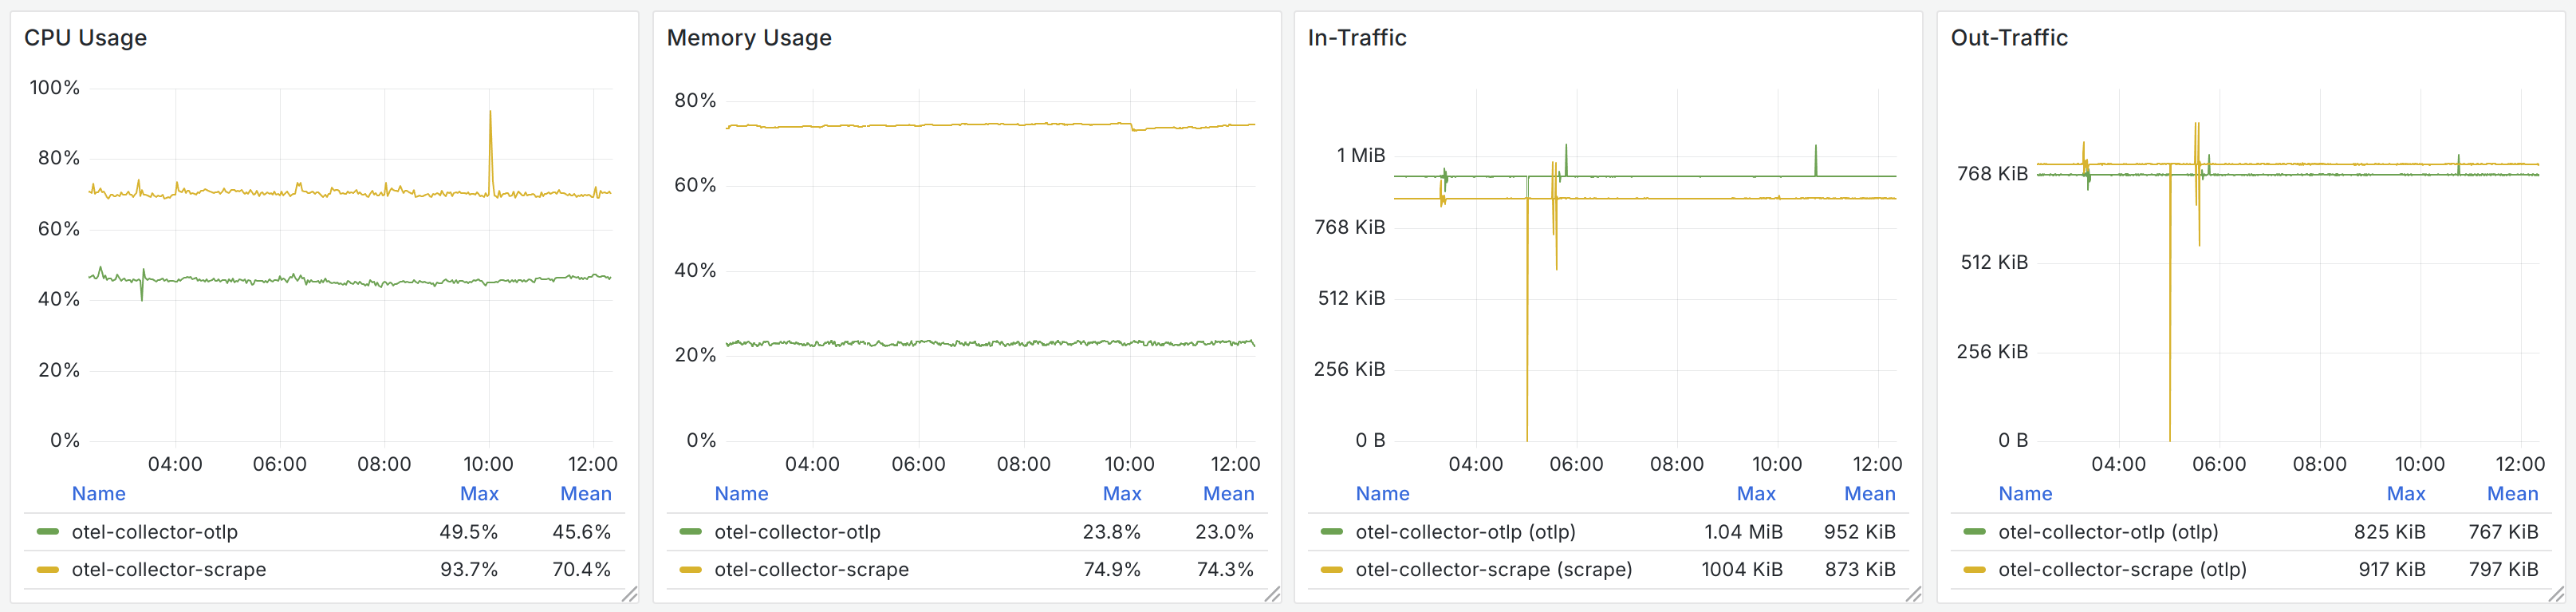 CPU Usage
100%
80%
60%
40%
20%
0%
04:00 06:00 08:00 10:00 12:00
Name Max Mean
otel-collector-otlp 49.5% 45.6%
otel-collector-scrape 93.7% 70.4%
Memory Usage
80%
60%
40%
20%
0%
04:00 06:00 08:00 10:00 12:00
Name Max Mean
otel-collector-otlp 23.8% 23.0%
otel-collector-scrape 74.9% 74.3%
In-Traffic
1 MiB
768 KiB
512 KiB
256 KiB
0 B
04:00 06:00 08:00 10:00 12:00
Name Max Mean
otel-collector-otlp (otlp) 1.04 MiB 952 KiB
otel-collector-scrape (scrape) 1004 KiB 873 KiB
Out-Traffic
768 KiB
512 KiB
256 KiB
0 B
04:00 06:00 08:00 10:00 12:00
Name Max Mean
otel-collector-otlp (otlp) 825 KiB 767 KiB
otel-collector-scrape (otlp) 917 KiB 797 KiB